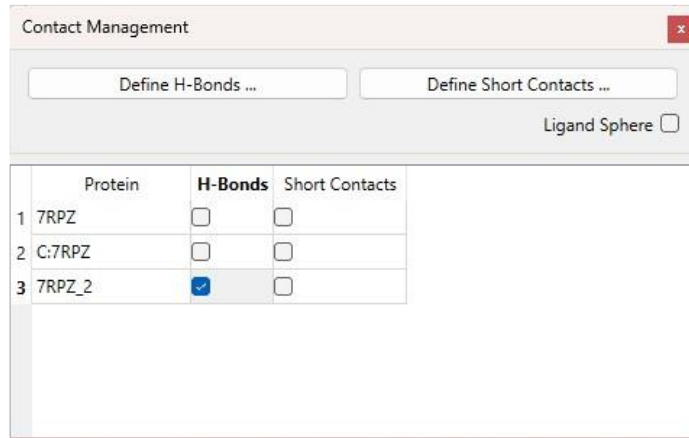 Contact Management
x
Define H-Bonds ... Define Short Contacts ...
Ligand Sphere
Protein H-Bonds Short Contacts
1 7RPZ
2 C:7RPZ
3 7RPZ_2